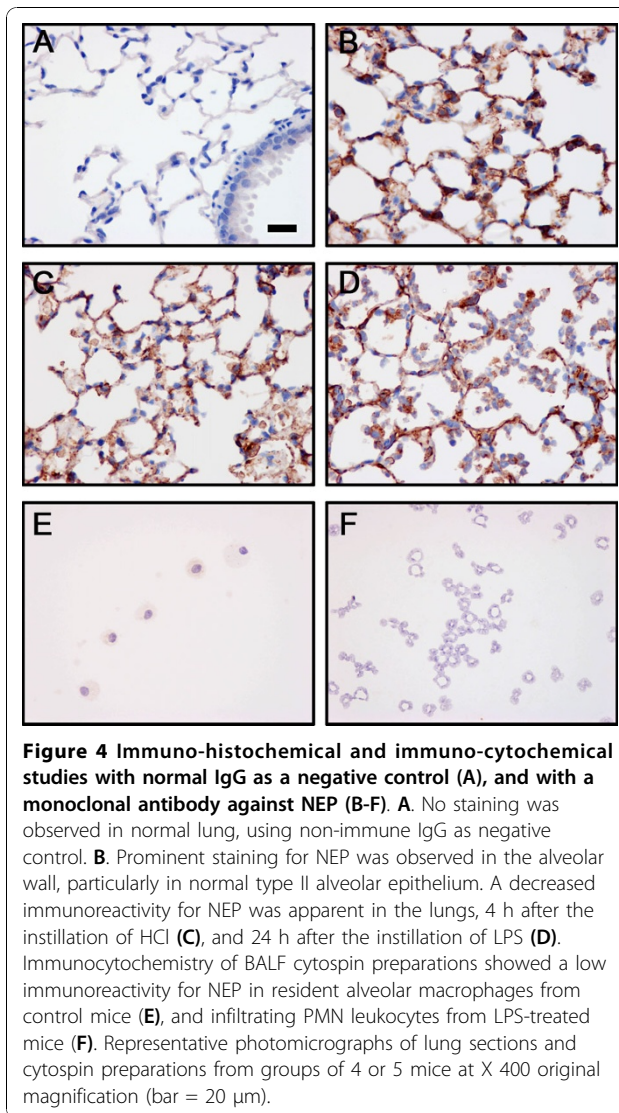 A
B
C
D
E
F
Figure 4 Immuno-histochemical and immuno-cytochemical
studies with normal IgG as a negative control (A), and with a
monoclonal antibody against NEP (B-F). A. No staining was
observed in normal lung, using non-immune IgG as negative
control. B. Prominent staining for NEP was observed in the alveolar
wall, particularly in normal type II alveolar epithelium. A decreased
immunoreactivity for NEP was apparent in the lungs, 4 h after the
instillation of HCl (C), and 24 h after the instillation of LPS (D).
Immunocytochemistry of BALF cytospin preparations showed a low
immunoreactivity for NEP in resident alveolar macrophages from
control mice (E), and infiltrating PMN leukocytes from LPS-treated
mice (F). Representative photomicrographs of lung sections and
cytospin preparations from groups of 4 or 5 mice at X 400 original
magnification (bar = 20 μm).